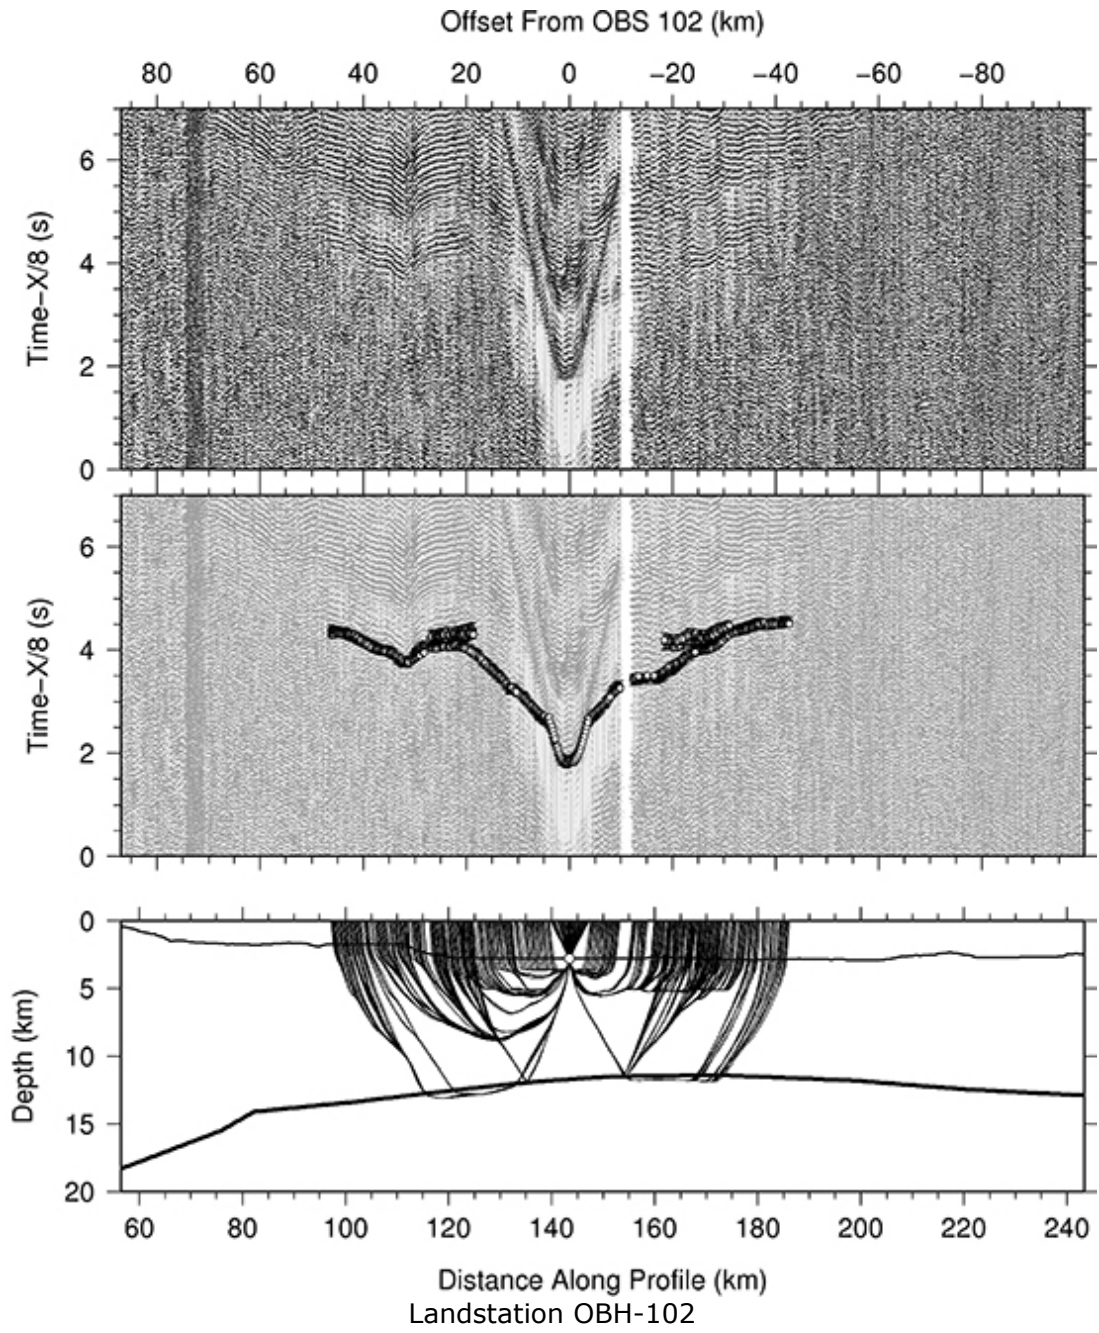 Offset From OBS 102 (km)
80 60 40 20 0 −20 −40 −60 −80
Time−X/8 (s)
6
4
2
0
Time−X/8 (s)
6
4
2
0
Depth (km)
0
5
10
15
20
60 80 100 120 140 160 180 200 220 240
Distance Along Profile (km)
Landstation OBH-102